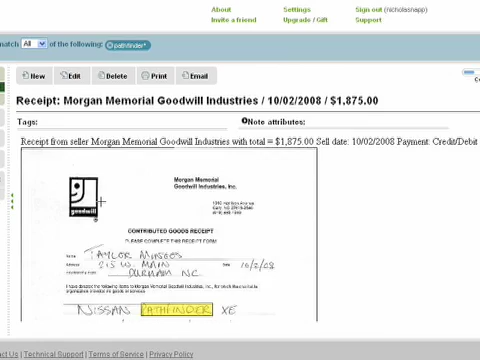 About Settings Sign out (nicholasnapp)
Invite a friend Upgrade / Gift Support
match All of the following: pathfinder*
New Edit Delete Print Email
Receipt: Morgan Memorial Goodwill Industries / 10/02/2008 / $1,875.00
Tags: Note attributes:
Receipt from seller Morgan Memorial Goodwill Industries with total = $1,875.00 Sell date: 10/02/2008 Payment: Credit/Debit
Morgan Memorial
Goodwill Industries, Inc.
goodwill
CONTRIBUTED GOODS RECEIPT
PLEASE COMPLETE THIS RECEIPT FORM
Name TAYLOR
Address 215 W. MAIN Date 10/2/08
DURHAM NC
NISSAN PATHFINDER XE
Us | Technical Support | Terms of Service | Privacy Policy